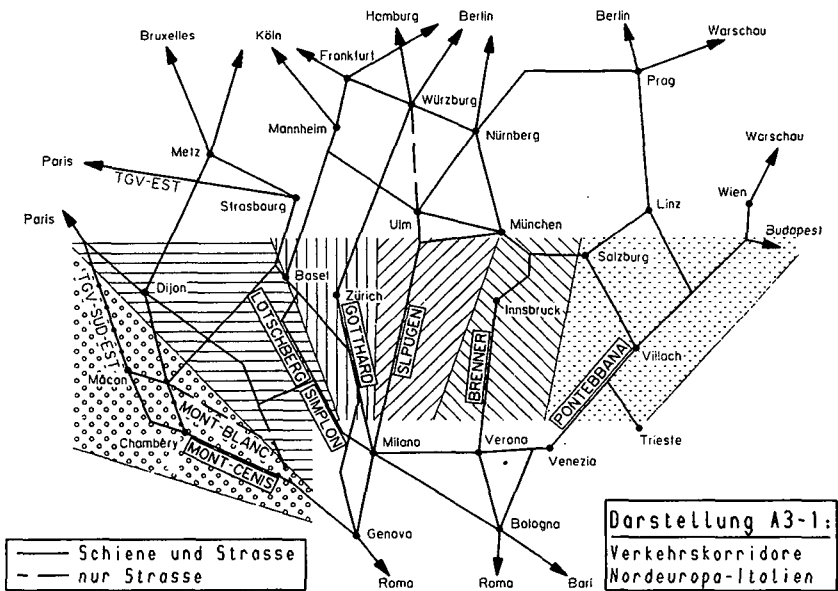 Hamburg
Berlin
Berlin
Bruxelles
Köln
Frankfurt
Warschau
Würzburg
Prag
Mannheim
Nürnberg
Metz
Warschau
Paris
TGV-EST
Strasbourg
Wien
Paris
Ulm
München
Linz
Budapest
Salzburg
Basel
Dijon
Zürich
Innsbruck
TGV-SÜD-EST
LÖTSCHBERG
SIMPLON
GOTTHARD
SLPÜGEN
BRENNER
PONTEBBANA
Villach
Mâcon
MONT-BLANC
Chambéry
MONT-CENIS
Milano
Verona
Venezia
Trieste
Genova
Bologna
Roma
Roma
Bari
Schiene und Strasse
nur Strasse
Darstellung A3-1:
Verkehrskorridore
Nordeuropa-Italien